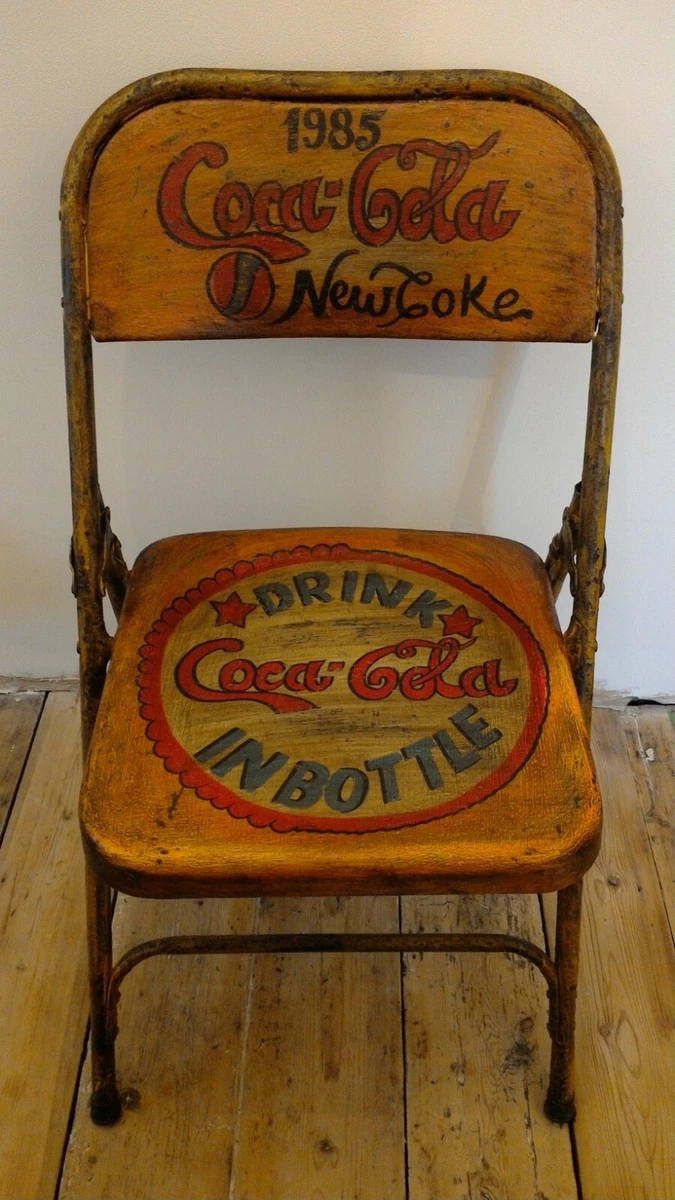 1985
Coca-Cola
New Coke
DRINK
Coca-Cola
IN BOTTLE